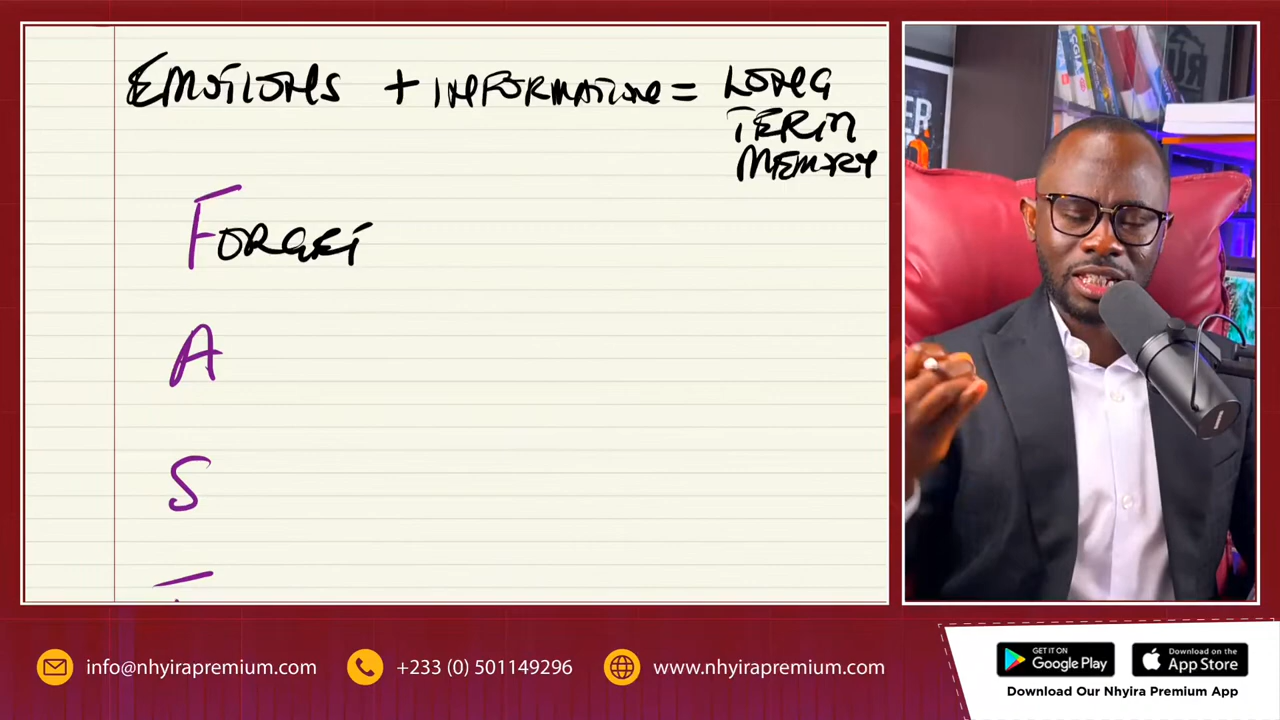 EMOTIONS + INFORMATION = LONG
TERM
MEMORY
FORGET
A
S
T
info@nhyirapremium.com
+233 (0) 501149296
www.nhyirapremium.com
GET IT ON
Google Play
Download on the
App Store
Download Our Nhyira Premium App